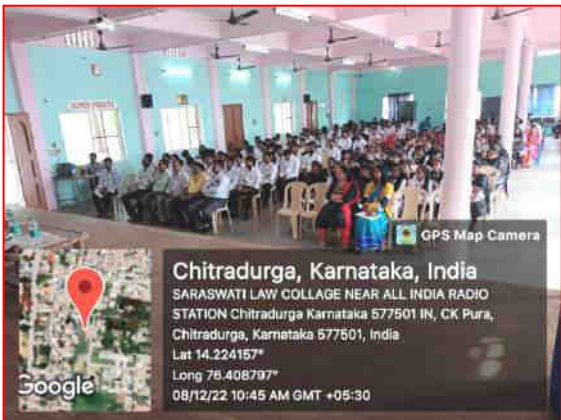 GPS Map Camera
Chitradurga, Karnataka, India
SARASWATI LAW COLLAGE NEAR ALL INDIA RADIO
STATION Chitradurga Karnataka 577501 IN, CK Pura,
Chitradurga, Karnataka 577501, India
Lat 14.224157°
Long 76.408797°
08/12/22 10:45 AM GMT +05:30
Google